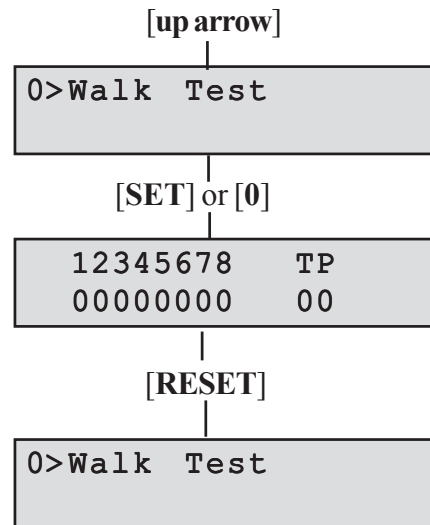 [up arrow]
0>Walk Test
[SET] or [0]
12345678 TP
00000000 00
[RESET]
0>Walk Test